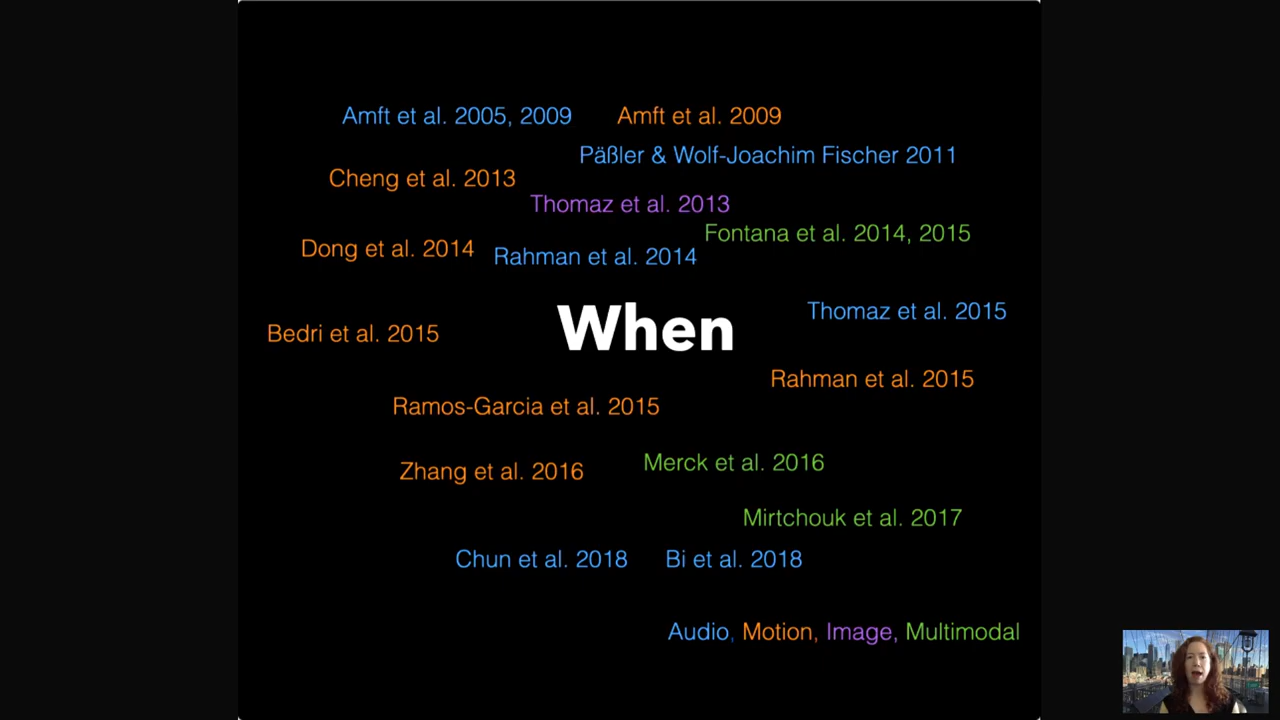 Amft et al. 2005, 2009 Amft et al. 2009
Päßler & Wolf-Joachim Fischer 2011
Cheng et al. 2013
Thomaz et al. 2013
Fontana et al. 2014, 2015
Dong et al. 2014 Rahman et al. 2014
Thomaz et al. 2015
When
Bedri et al. 2015
Rahman et al. 2015
Ramos-Garcia et al. 2015
Merck et al. 2016
Zhang et al. 2016
Mirtchouk et al. 2017
Chun et al. 2018 Bi et al. 2018
Audio, Motion, Image, Multimodal